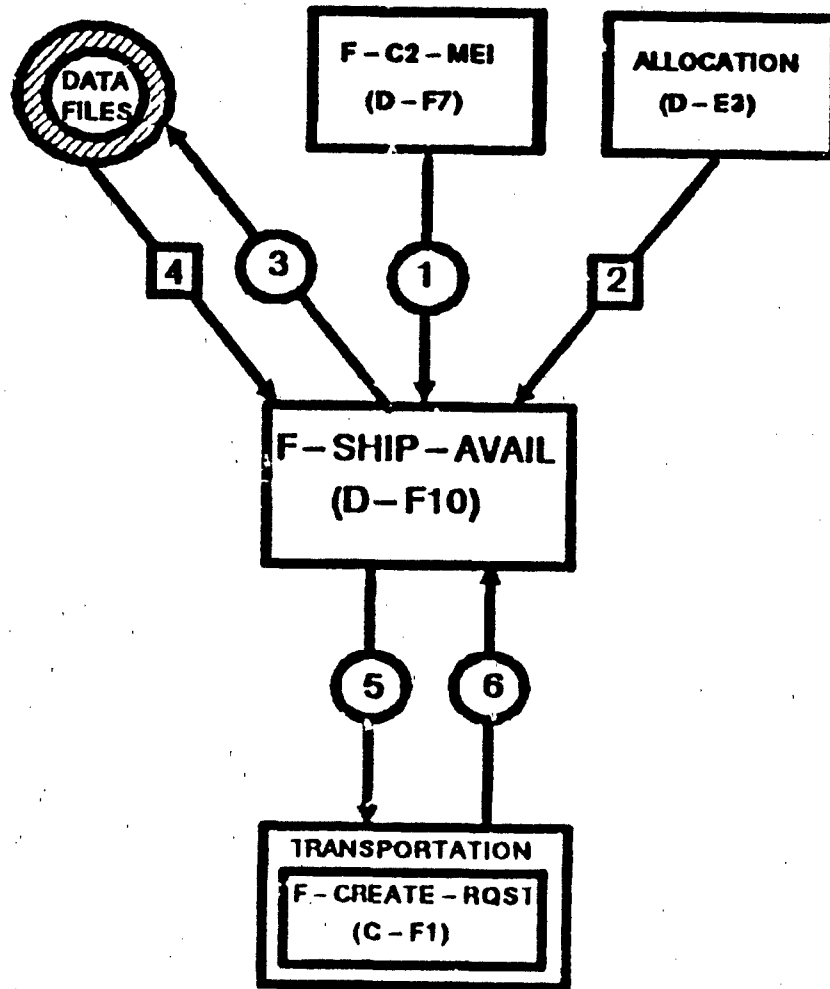 DATA
FILES
F-C2-MEI
(D-F7)
ALLOCATION
(D-E3)
4
3
1
2
F-SHIP-AVAIL
(D-F10)
5
6
TRANSPORTATION
F-CREATE-RQST
(C-F1)